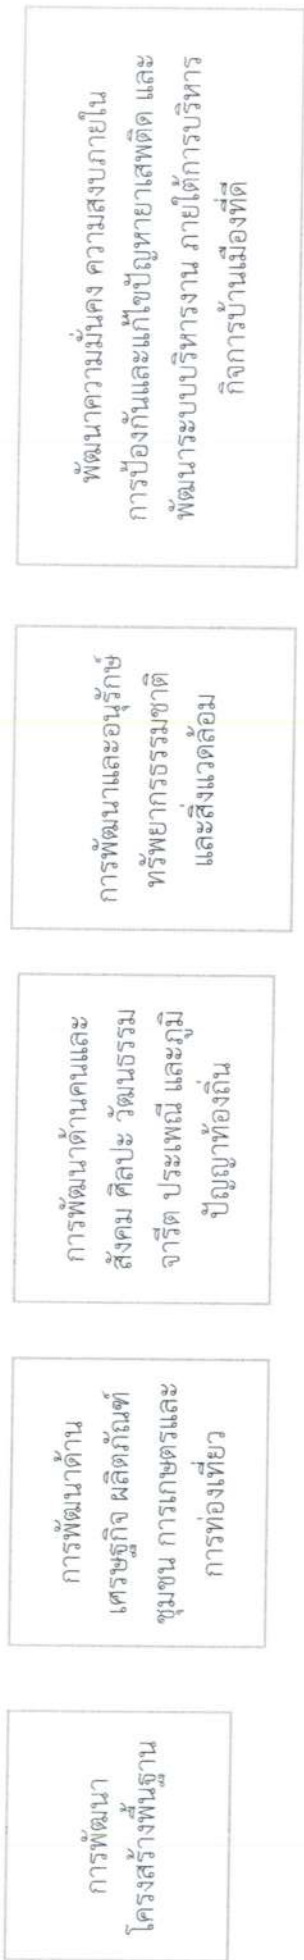 การพัฒนา
โครงสร้างพื้นฐาน
การพัฒนาด้าน
เศรษฐกิจ ผลิตภัณฑ์
ชุมชน การเกษตรและ
การท่องเที่ยว
การพัฒนาด้านคนและ
สังคม ศิลปะ วัฒนธรรม
จารีต ประเพณี และภูมิ
ปัญญาท้องถิ่น
การพัฒนาและอนุรักษ์
ทรัพยากรธรรมชาติ
และสิ่งแวดล้อม
พัฒนาความมั่นคง ความสงบภายใน
การป้องกันและแก้ไขปัญหายาเสพติด และ
พัฒนาระบบบริหารงาน ภายใต้การบริหาร
กิจการบ้านเมืองที่ดี